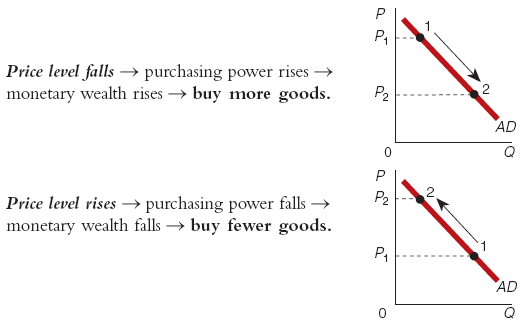 P
P1
1
Price level falls → purchasing power rises →
monetary wealth rises → buy more goods.
P2
2
AD
0
Q
P
P2
2
Price level rises → purchasing power falls →
monetary wealth falls → buy fewer goods.
P1
1
AD
0
Q